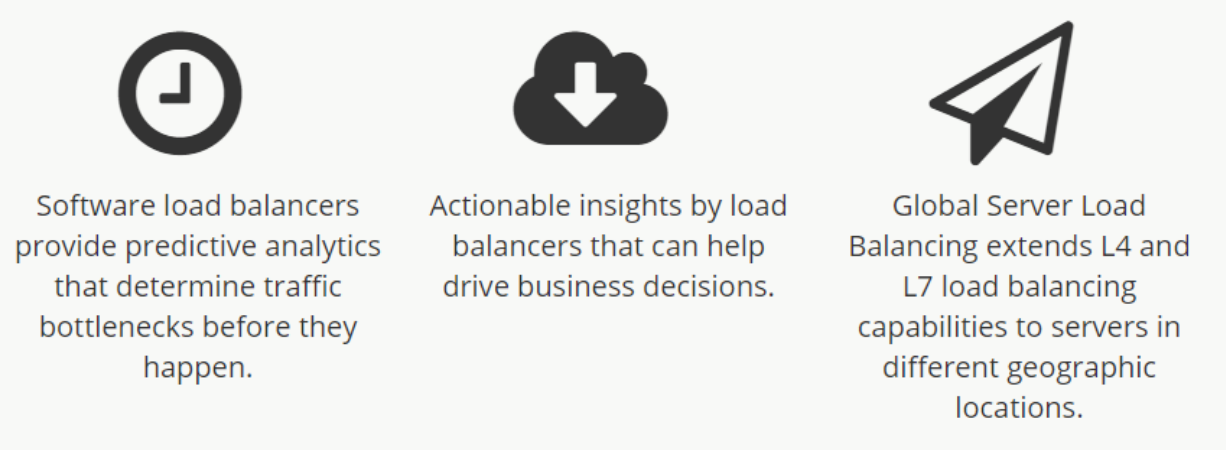 Software load balancers
provide predictive analytics
that determine traffic
bottlenecks before they
happen.
Actionable insights by load
balancers that can help
drive business decisions.
Global Server Load
Balancing extends L4 and
L7 load balancing
capabilities to servers in
different geographic
locations.